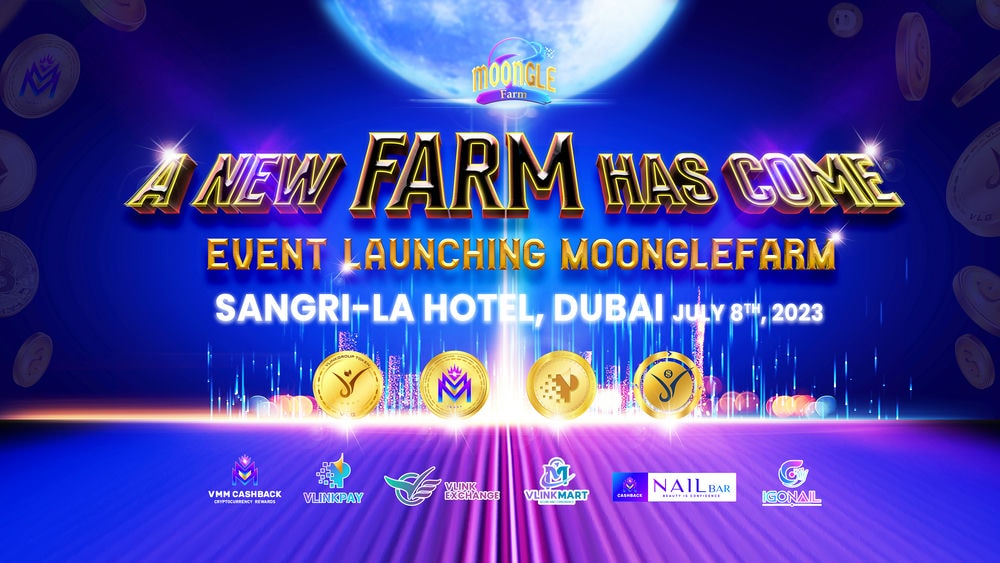 MOONGLE
Farm
A NEW FARM HAS COME
EVENT LAUNCHING MOONGLEFARM
SANGRI-LA HOTEL, DUBAI JULY 8TH, 2023
VMM CASHBACK
CRYPTOCURRENCY REWARDS
VLINKPAY
VLINK
EXCHANGE
VLINKMART
CASHBACK
NAIL BAR
BEAUTY IS CONFIDENCE
IGONAIL